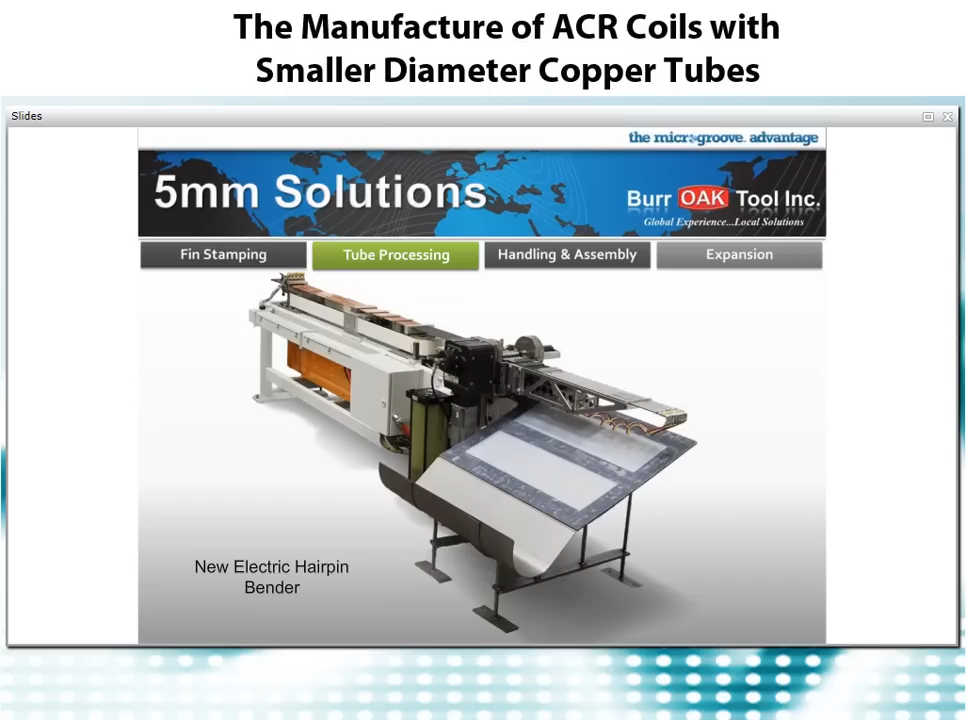 The Manufacture of ACR Coils with
Smaller Diameter Copper Tubes
Slides
the microgroove advantage
5mm Solutions
Burr OAK Tool Inc.
Global Experience...Local Solutions
Fin Stamping
Tube Processing
Handling & Assembly
Expansion
New Electric Hairpin
Bender